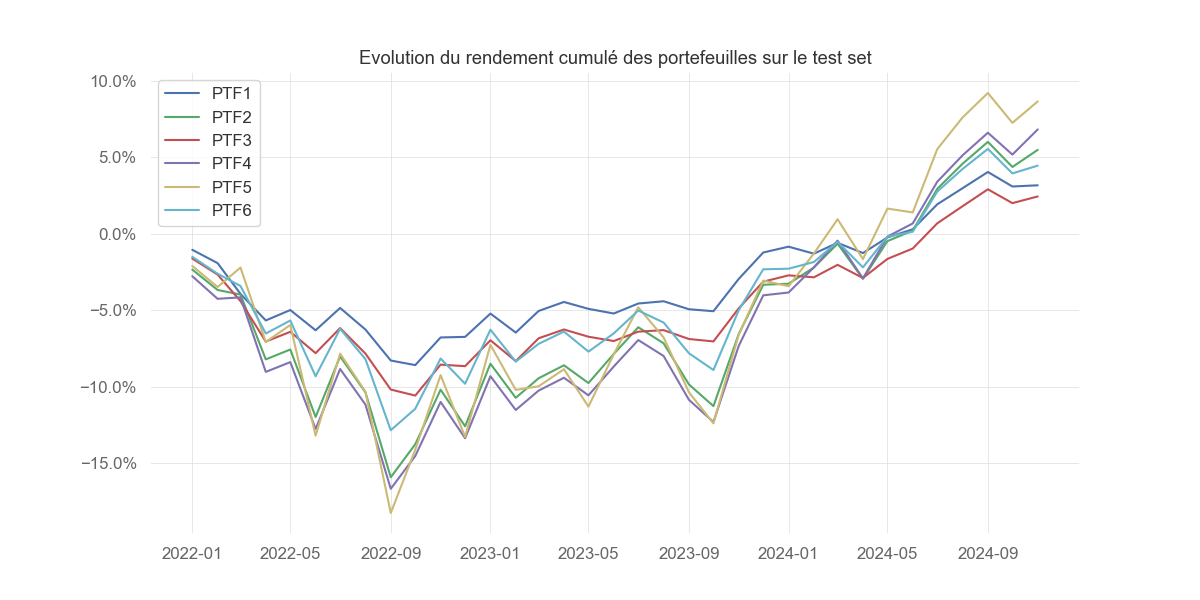 Evolution du rendement cumulé des portefeuilles sur le test set
10.0%
5.0%
0.0%
−5.0%
−10.0%
−15.0%
PTF1
PTF2
PTF3
PTF4
PTF5
PTF6
2022-01 2022-05 2022-09 2023-01 2023-05 2023-09 2024-01 2024-05 2024-09